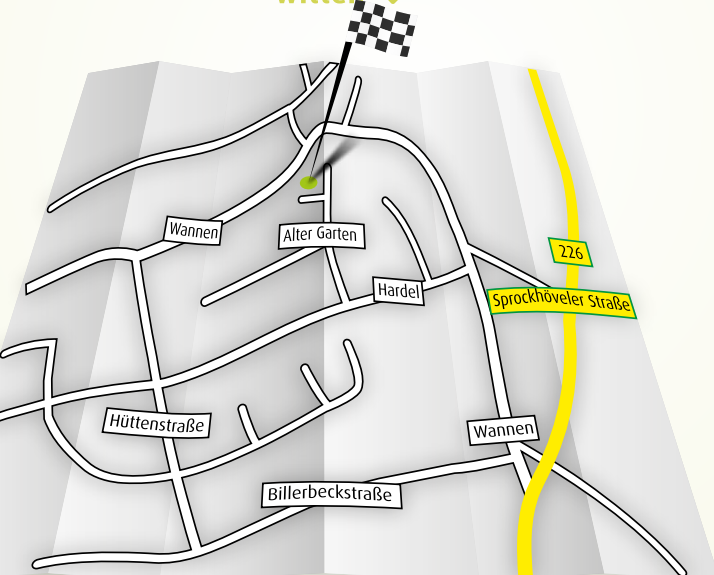 Wannen
Alter Garten
226
Hardel
Sprockhöveler Straße
Hüttenstraße
Wannen
Billerbeckstraße